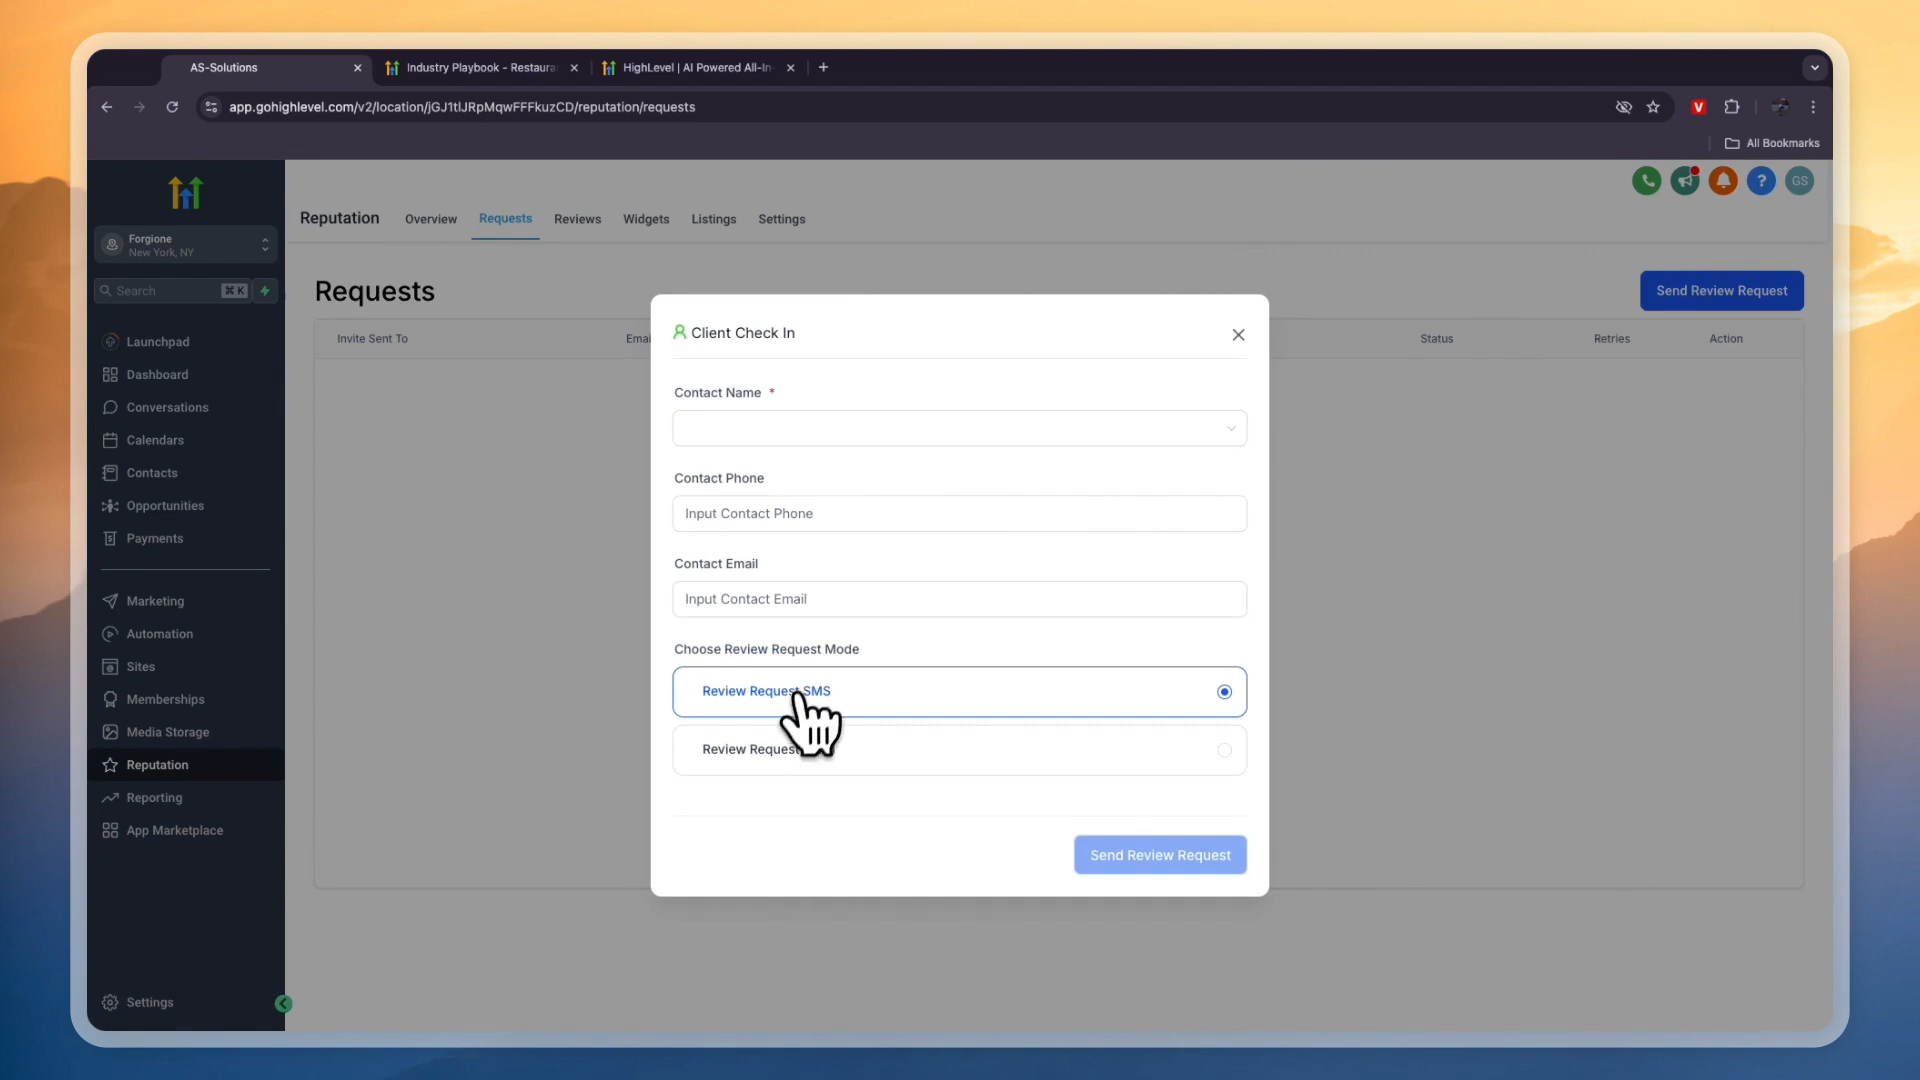 AS-Solutions
Industry Playbook - Restaura
HighLevel | AI Powered All-In-
app.gohighlevel.com/v2/location/jGJ1tlJRpMqwFFFkuzCD/reputation/requests
V
All Bookmarks
Forgione
New York, NY
Search
⌘ K
Launchpad
Dashboard
Conversations
Calendars
Contacts
Opportunities
Payments
Marketing
Automation
Sites
Memberships
Media Storage
Reputation
Reporting
App Marketplace
Settings
GS
Reputation
Overview
Requests
Reviews
Widgets
Listings
Settings
Requests
Send Review Request
Invite Sent To
Emai
Status
Retries
Action
Client Check In
Contact Name *
Contact Phone
Input Contact Phone
Contact Email
Input Contact Email
Choose Review Request Mode
Review Request SMS
Review Request
Send Review Request